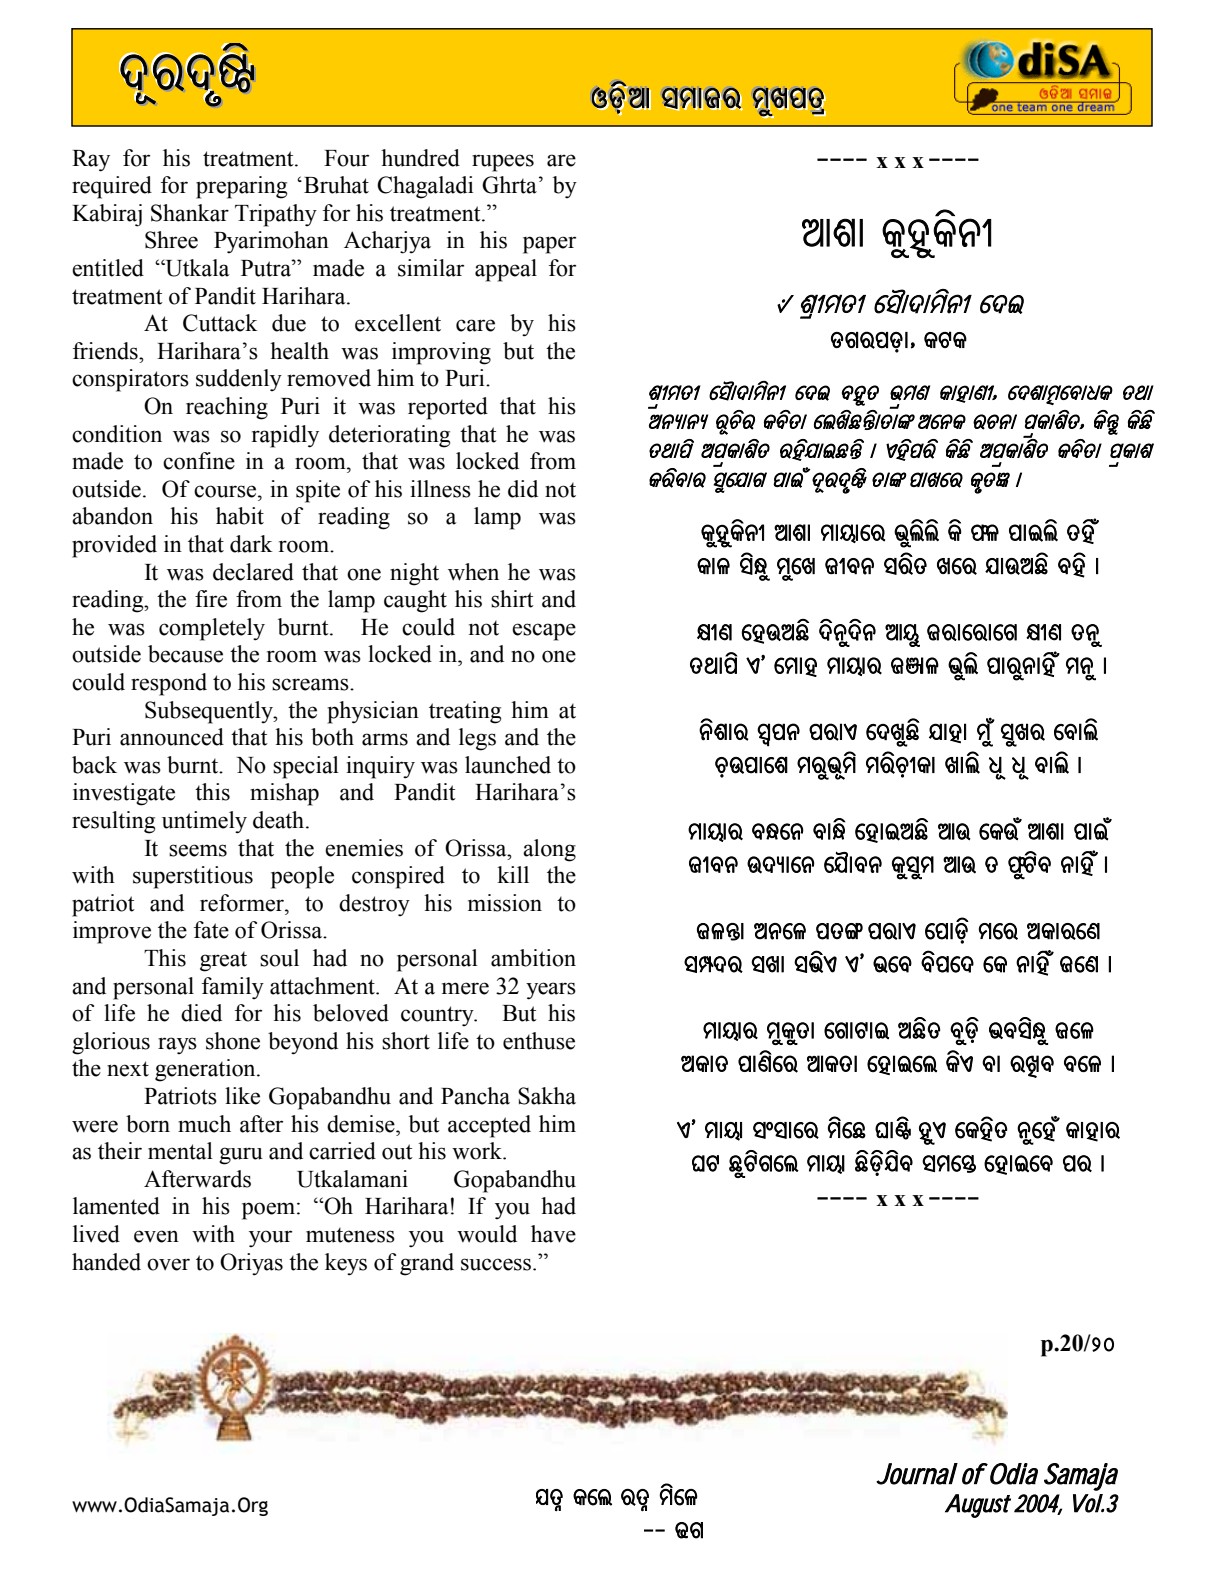 ଦୂରଦୃଷ୍ଟି
ଓଡ଼ିଆ ସମାଜର ମୁଖପତ୍ର
OdiSA
ଓଡିଆ ସମାଜ
one team one dream
Ray for his treatment. Four hundred rupees are
required for preparing ‘Bruhat Chagaladi Ghrta’ by
Kabiraj Shankar Tripathy for his treatment.”
Shree Pyarimohan Acharjya in his paper
entitled “Utkala Putra” made a similar appeal for
treatment of Pandit Harihara.
At Cuttack due to excellent care by his
friends, Harihara’s health was improving but the
conspirators suddenly removed him to Puri.
On reaching Puri it was reported that his
condition was so rapidly deteriorating that he was
made to confine in a room, that was locked from
outside. Of course, in spite of his illness he did not
abandon his habit of reading so a lamp was
provided in that dark room.
It was declared that one night when he was
reading, the fire from the lamp caught his shirt and
he was completely burnt. He could not escape
outside because the room was locked in, and no one
could respond to his screams.
Subsequently, the physician treating him at
Puri announced that his both arms and legs and the
back was burnt. No special inquiry was launched to
investigate this mishap and Pandit Harihara’s
resulting untimely death.
It seems that the enemies of Orissa, along
with superstitious people conspired to kill the
patriot and reformer, to destroy his mission to
improve the fate of Orissa.
This great soul had no personal ambition
and personal family attachment. At a mere 32 years
of life he died for his beloved country. But his
glorious rays shone beyond his short life to enthuse
the next generation.
Patriots like Gopabandhu and Pancha Sakha
were born much after his demise, but accepted him
as their mental guru and carried out his work.
Afterwards Utkalamani Gopabandhu
lamented in his poem: “Oh Harihara! If you had
lived even with your muteness you would have
handed over to Oriyas the keys of grand success.”
---- x x x ----
ଆଶା କୁହୁକିନୀ
✓ ଶ୍ରୀମତୀ ସୌଦାମିନୀ ଦେଇ
ଡଗରପଡ଼ା, କଟକ
ଶ୍ରୀମତୀ ସୌଦାମିନୀ ଦେଇ ବହୁତ ଭ୍ରମଣ କାହାଣୀ, ଦେଶାତ୍ମବୋଧକ ତଥା
ଅନ୍ୟାନ୍ୟ ରୂଚିର କବିତା ଲେଖିଛନ୍ତି।ତାଙ୍କ ଅନେକ ରଚନା ପ୍ରକାଶିତ, କିନ୍ତୁ କିଛି
ତଥାପି ଅପ୍ରକାଶିତ ରହିଯାଇଛନ୍ତି । ଏହିପରି କିଛି ଅପ୍ରକାଶିତ କବିତା ପ୍ରକାଶ
କରିବାର ସୁଯୋଗ ପାଇଁ ଦୂରଦୃଷ୍ଟି ତାଙ୍କ ପାଖରେ କୃତଜ୍ଞ ।
କୁହୁକିନୀ ଆଶା ମାୟାରେ ଭୁଲିଲି କି ଫଳ ପାଇଲି ତହିଁ
କାଳ ସିନ୍ଧୁ ମୁଖେ ଜୀବନ ସରିତ ଖରେ ଯାଉଅଛି ବହି ।
କ୍ଷୀଣ ହେଉଅଛି ଦିନୁଦିନ ଆୟୁ ଜରାରୋଗେ କ୍ଷୀଣ ତନୁ
ତଥାପି ଏ’ ମୋହ ମାୟାର ଜଞ୍ଜାଳ ଭୁଲି ପାରୁନାହିଁ ମନୁ ।
ନିଶାର ସ୍ୱପନ ପରାଏ ଦେଖୁଛି ଯାହା ମୁଁ ସୁଖର ବୋଲି
ଚ଼ଉପାଶେ ମରୁଭୂମି ମରିଚ଼ୀକା ଖାଲି ଧୂ ଧୂ ବାଲି ।
ମାୟାର ବନ୍ଧନେ ବାନ୍ଧି ହୋଇଅଛି ଆଉ କେଉଁ ଆଶା ପାଇଁ
ଜୀବନ ଉଦ୍ୟାନେ ଯୌବନ କୁସୁମ ଆଉ ତ ଫୁଟିବ ନାହିଁ ।
ଜଳନ୍ତା ଅନଳେ ପତଙ୍ଗ ପରାଏ ପୋଡ଼ି ମରେ ଅକାରଣେ
ସମ୍ପଦର ସଖା ସଭିଏ ଏ’ ଭବେ ବିପଦେ କେ ନାହିଁ ଜଣେ ।
ମାୟାର ମୁକୁତା ଗୋଟାଇ ଅଛିତ ବୁଡ଼ି ଭବସିନ୍ଧୁ ଜଳେ
ଅକାତ ପାଣିରେ ଆକତା ହୋଇଲେ କିଏ ବା ରଖିବ ବଳେ ।
ଏ’ ମାୟା ସଂସାରେ ମିଛେ ଘାଣ୍ଟି ହୁଏ କେହିତ ନୁହେଁ କାହାର
ଘଟ ଛୁଟିଗଲେ ମାୟା ଛିଡ଼ିଯିବ ସମସ୍ତେ ହୋଇବେ ପର ।
---- x x x ----
p.20/୨୦
Journal of Odia Samaja
www.OdiaSamaja.Org
ଯତ୍ନ କଲେ ରତ୍ନ ମିଳେ
August 2004, Vol.3
-- ଢଗ